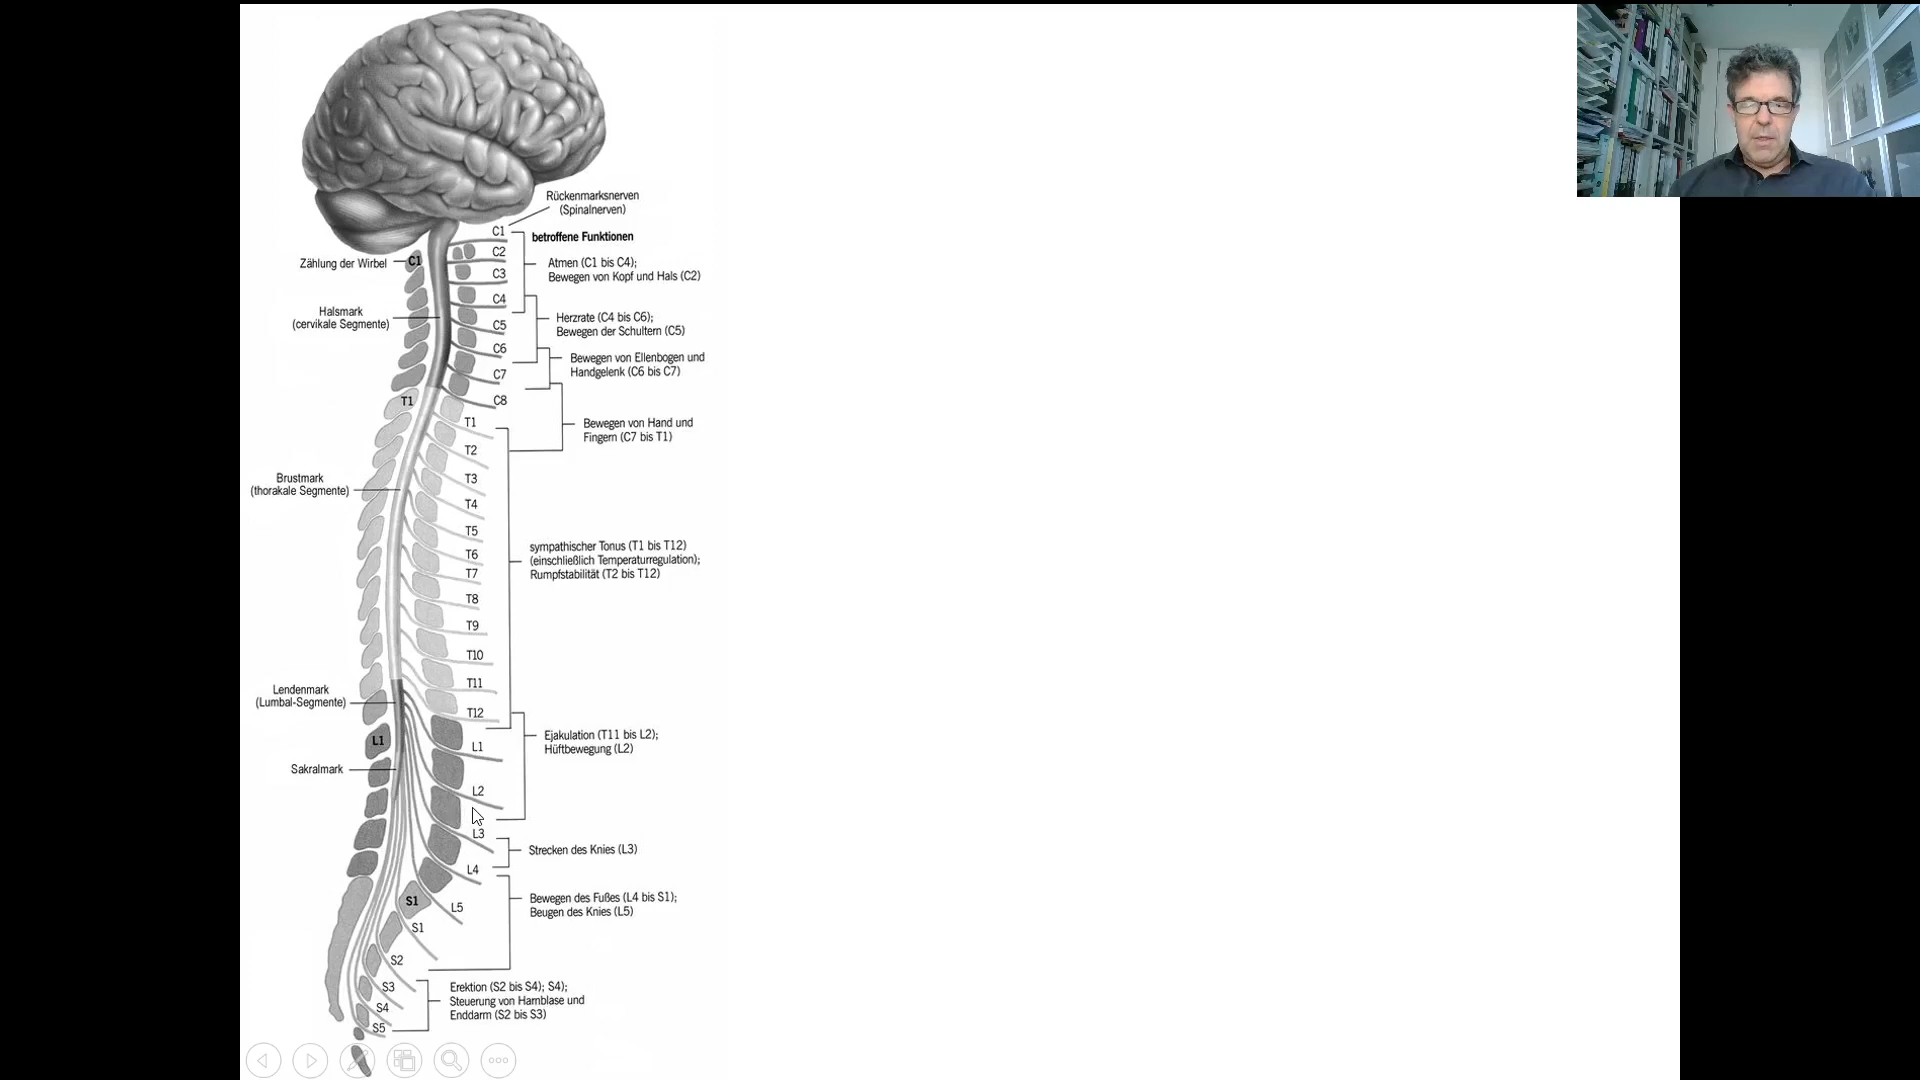 Rückenmarksnerven
(Spinalnerven)
C1
betroffene Funktionen
C2
Zählung der Wirbel
C1
Atmen (C1 bis C4);
Bewegen von Kopf und Hals (C2)
C3
C4
Halsmark
(cervikale Segmente)
Herzrate (C4 bis C6);
Bewegen der Schultern (C5)
C5
C6
Bewegen von Ellenbogen und
Handgelenk (C6 bis C7)
C7
T1
C8
T1
Bewegen von Hand und
Fingern (C7 bis T1)
T2
Brustmark
(thorakale Segmente)
T3
T4
T5
sympathischer Tonus (T1 bis T12)
(einschließlich Temperaturregulation);
Rumpfstabilität (T2 bis T12)
T6
T7
T8
T9
T10
T11
Lendenmark
(Lumbal-Segmente)
T12
L1
Ejakulation (T11 bis L2);
Hüftbewegung (L2)
L1
Sakralmark
L2
L3
Strecken des Knies (L3)
L4
S1
Bewegen des Fußes (L4 bis S1);
Beugen des Knies (L5)
L5
S1
S2
S3
Erektion (S2 bis S4); S4);
Steuerung von Harnblase und
Enddarm (S2 bis S3)
S4
S5